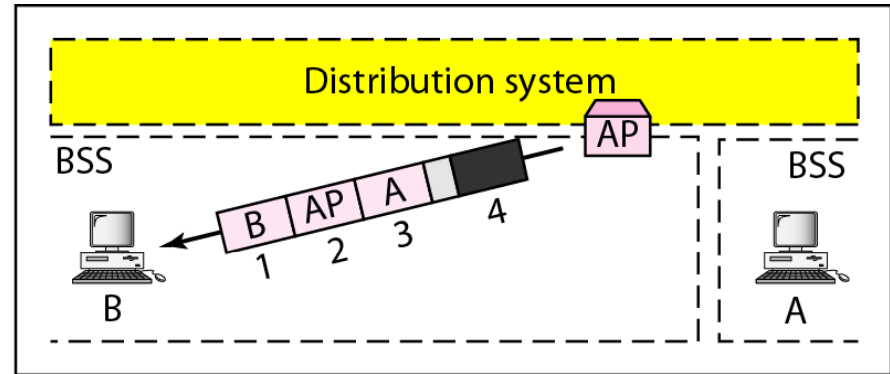 Distribution system
AP
BSS
BSS
B AP A
1 2 3 4
B
A